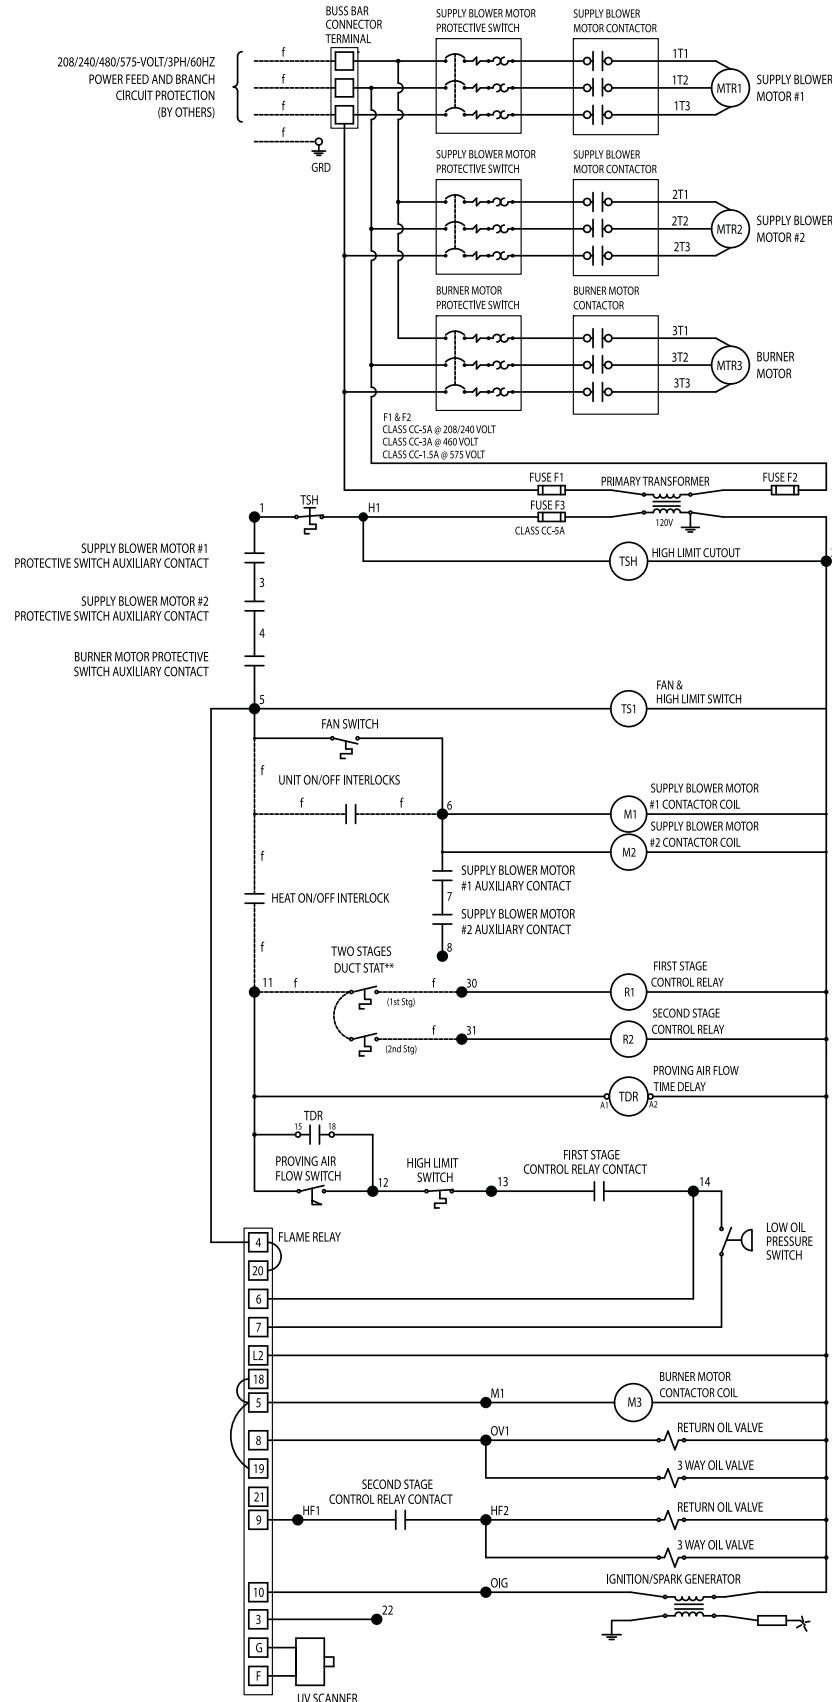 BUSS BAR
CONNECTOR
TERMINAL
SUPPLY BLOWER MOTOR
PROTECTIVE SWITCH
SUPPLY BLOWER
MOTOR CONTACTOR
208/240/480/575-VOLT/3PH/60HZ
POWER FEED AND BRANCH
CIRCUIT PROTECTION
(BY OTHERS)
f
f
f
f
GRD
1T1
1T2
1T3
MTR1
SUPPLY BLOWER
MOTOR #1
SUPPLY BLOWER MOTOR
PROTECTIVE SWITCH
SUPPLY BLOWER
MOTOR CONTACTOR
2T1
2T2
2T3
MTR2
SUPPLY BLOWER
MOTOR #2
BURNER MOTOR
PROTECTIVE SWITCH
BURNER MOTOR
CONTACTOR
3T1
3T2
3T3
MTR3
BURNER
MOTOR
F1 & F2
CLASS CC-5A @ 208/240 VOLT
CLASS CC-3A @ 460 VOLT
CLASS CC-1.5A @ 575 VOLT
FUSE F1
PRIMARY TRANSFORMER
FUSE F2
1
TSH
H1
FUSE F3
CLASS CC-5A
120V
TSH
HIGH LIMIT CUTOUT
SUPPLY BLOWER MOTOR #1
PROTECTIVE SWITCH AUXILIARY CONTACT
3
SUPPLY BLOWER MOTOR #2
PROTECTIVE SWITCH AUXILIARY CONTACT
4
BURNER MOTOR PROTECTIVE
SWITCH AUXILIARY CONTACT
5
TS1
FAN &
HIGH LIMIT SWITCH
FAN SWITCH
f
UNIT ON/OFF INTERLOCKS
f
f
6
M1
SUPPLY BLOWER MOTOR
#1 CONTACTOR COIL
M2
SUPPLY BLOWER MOTOR
#2 CONTACTOR COIL
f
SUPPLY BLOWER MOTOR
#1 AUXILIARY CONTACT
7
HEAT ON/OFF INTERLOCK
SUPPLY BLOWER MOTOR
#2 AUXILIARY CONTACT
f
8
TWO STAGES
DUCT STAT**
11
f
(1st Stg)
f
30
R1
FIRST STAGE
CONTROL RELAY
(2nd Stg)
f
31
R2
SECOND STAGE
CONTROL RELAY
A1
TDR
A2
PROVING AIR FLOW
TIME DELAY
TDR
15
18
PROVING AIR
FLOW SWITCH
12
HIGH LIMIT
SWITCH
13
FIRST STAGE
CONTROL RELAY CONTACT
14
LOW OIL
PRESSURE
SWITCH
4
FLAME RELAY
20
6
7
L2
18
5
M1
M3
BURNER MOTOR
CONTACTOR COIL
8
OV1
RETURN OIL VALVE
19
3 WAY OIL VALVE
21
9
HF1
SECOND STAGE
CONTROL RELAY CONTACT
HF2
RETURN OIL VALVE
3 WAY OIL VALVE
10
OIG
IGNITION/SPARK GENERATOR
3
22
G
F
UV SCANNER